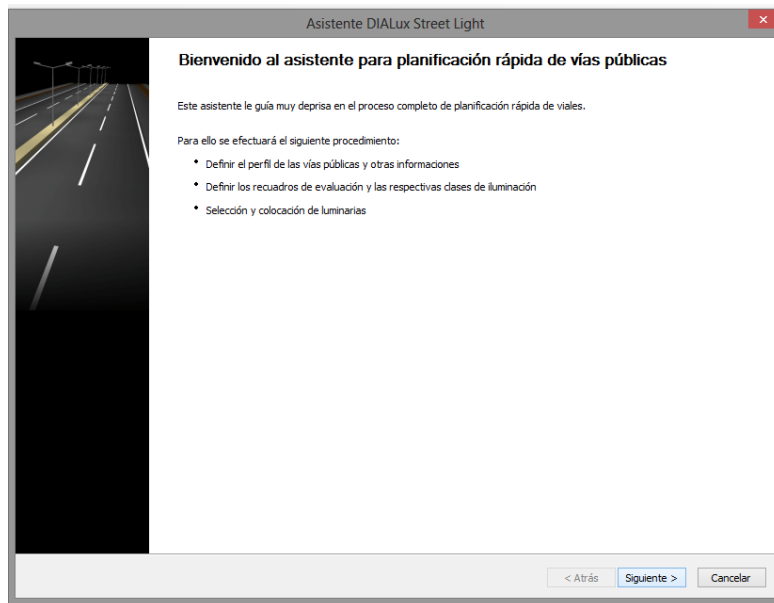 Asistente DIALux Street Light
Bienvenido al asistente para planificación rápida de vías públicas
Este asistente le guía muy deprisa en el proceso completo de planificación rápida de viales.
Para ello se efectuará el siguiente procedimiento:
• Definir el perfil de las vías públicas y otras informaciones
• Definir los recuadros de evaluación y las respectivas clases de iluminación
• Selección y colocación de luminarias
< Atrás Siguiente > Cancelar